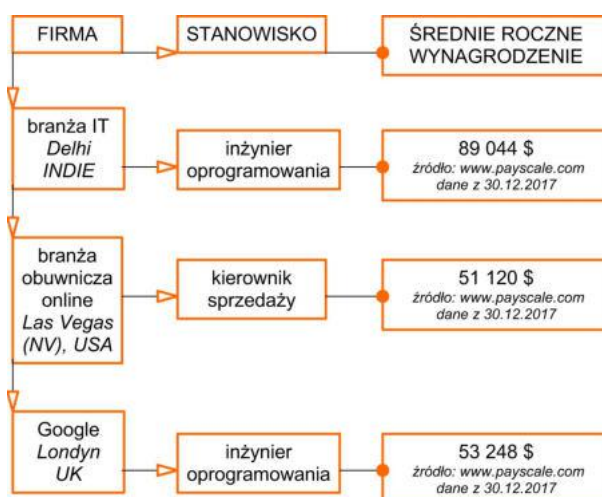 FIRMA
STANOWISKO
ŚREDNIE ROCZNE
WYNAGRODZENIE
branża IT
Delhi
INDIE
inżynier
oprogramowania
89 044 $
źródło: www.payscale.com
dane z 30.12.2017
branża
obuwnicza
online
Las Vegas
(NV), USA
kierownik
sprzedaży
51 120 $
źródło: www.payscale.com
dane z 30.12.2017
Google
Londyn
UK
inżynier
oprogramowania
53 248 $
źródło: www.payscale.com
dane z 30.12.2017